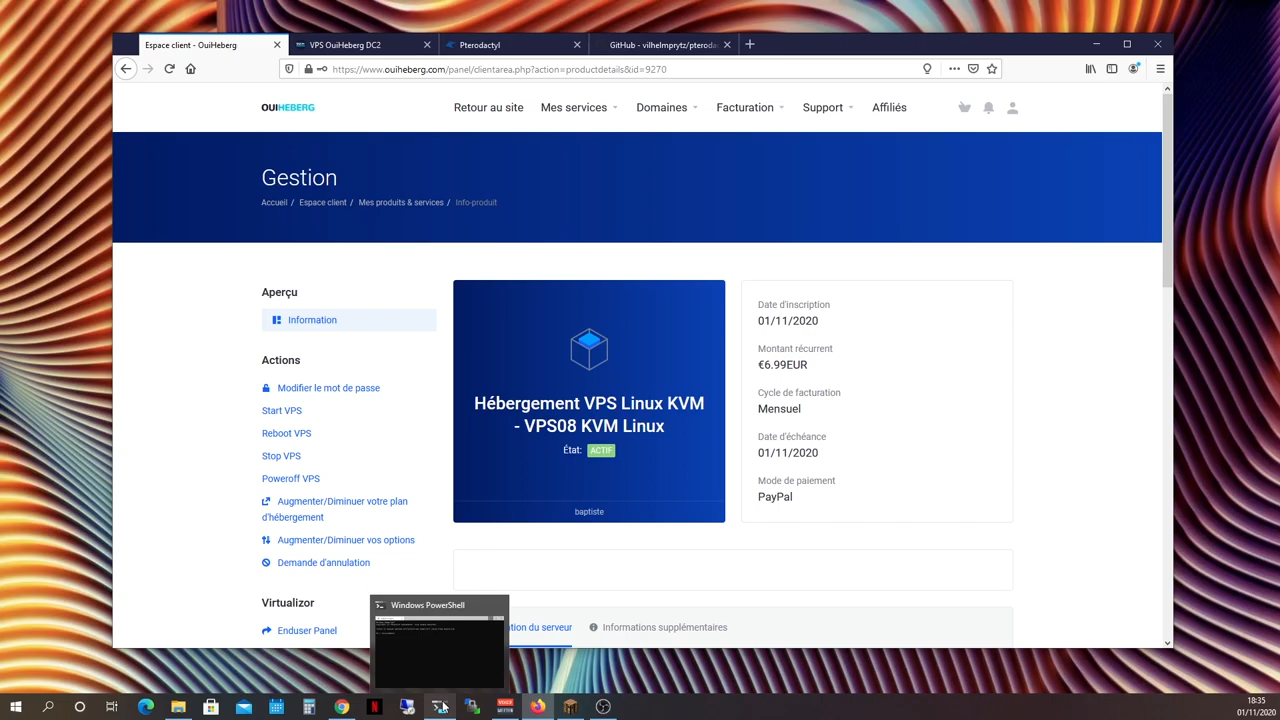 Espace client - OuiHeberg
VPS OuiHeberg DC2
Pterodactyl
GitHub - vilhelmprytz/pteroda
https://www.ouiheberg.com/panel/clientarea.php?action=productdetails&id=9270
OUIHEBERG
Retour au site
Mes services
Domaines
Facturation
Support
Affiliés
Gestion
Accueil / Espace client / Mes produits & services / Info-produit
Aperçu
Information
Actions
Modifier le mot de passe
Start VPS
Reboot VPS
Stop VPS
Poweroff VPS
Augmenter/Diminuer votre plan
d'hébergement
Augmenter/Diminuer vos options
Demande d'annulation
Virtualizor
Enduser Panel
Hébergement VPS Linux KVM
- VPS08 KVM Linux
État: ACTIF
baptiste
Date d'inscription
01/11/2020
Montant récurrent
€6.99EUR
Cycle de facturation
Mensuel
Date d'échéance
01/11/2020
Mode de paiement
PayPal
Windows PowerShell
tion du serveur
Informations supplémentaires
VOICE
18:35
01/11/2020